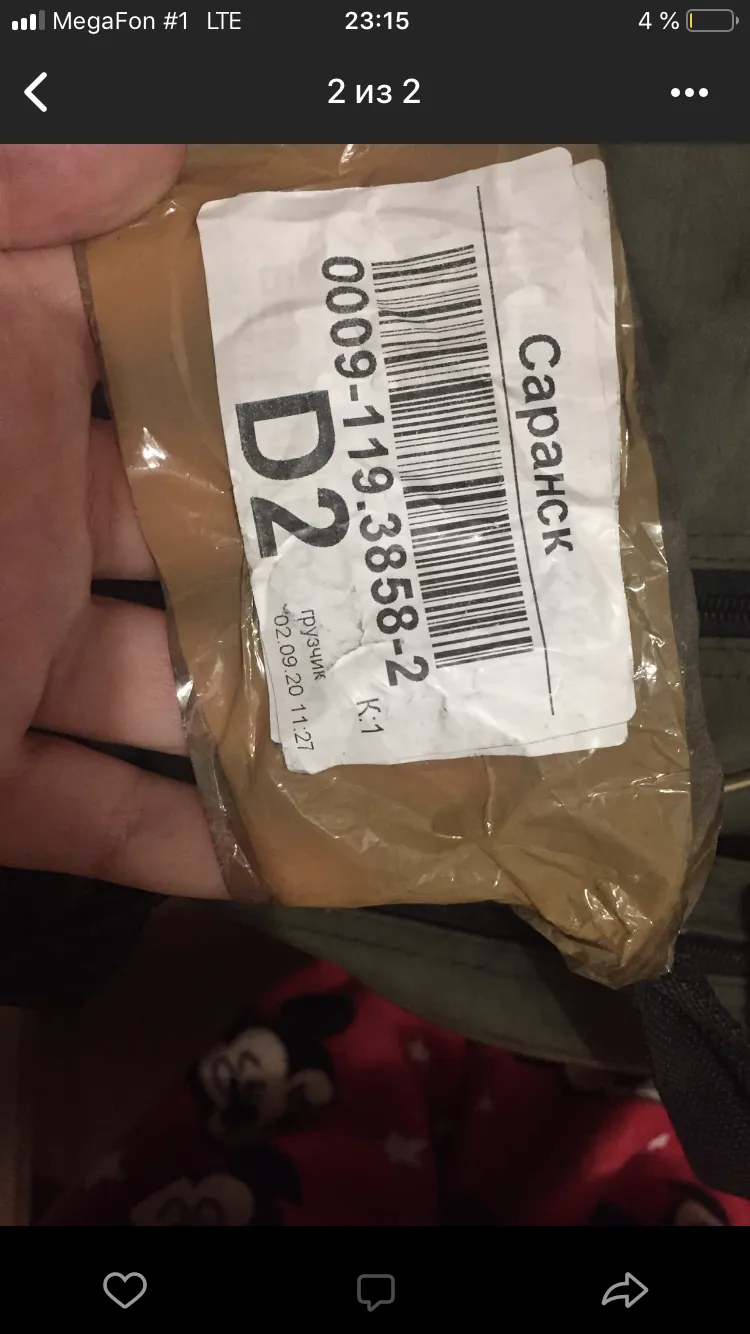 MegaFon #1 LTE 23:15 4 %
2 из 2
Саранск
0009-119.3858-2
K:1
D2
грузчик
02.09.20 11:27